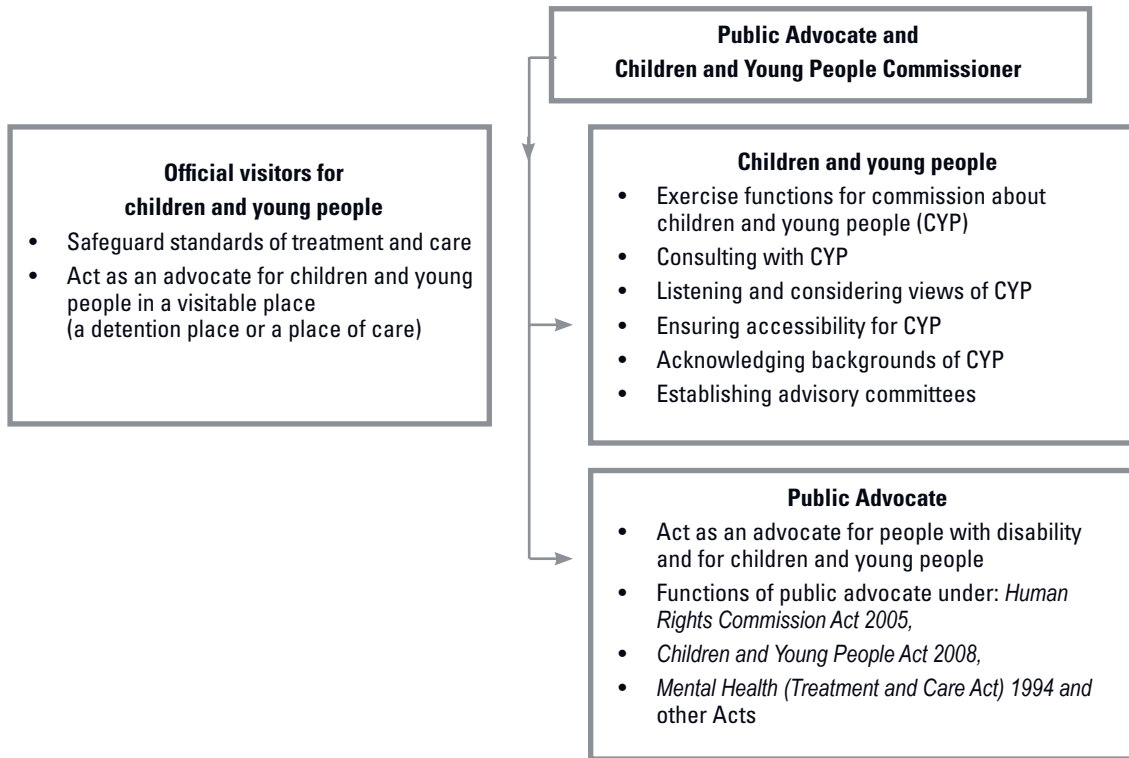 Public Advocate and
Children and Young People Commissioner
Official visitors for
children and young people
• Safeguard standards of treatment and care
• Act as an advocate for children and young
people in a visitable place
(a detention place or a place of care)
Children and young people
• Exercise functions for commission about
children and young people (CYP)
• Consulting with CYP
• Listening and considering views of CYP
• Ensuring accessibility for CYP
• Acknowledging backgrounds of CYP
• Establishing advisory committees
Public Advocate
• Act as an advocate for people with disability
and for children and young people
• Functions of public advocate under: Human
Rights Commission Act 2005,
• Children and Young People Act 2008,
• Mental Health (Treatment and Care Act) 1994 and
other Acts